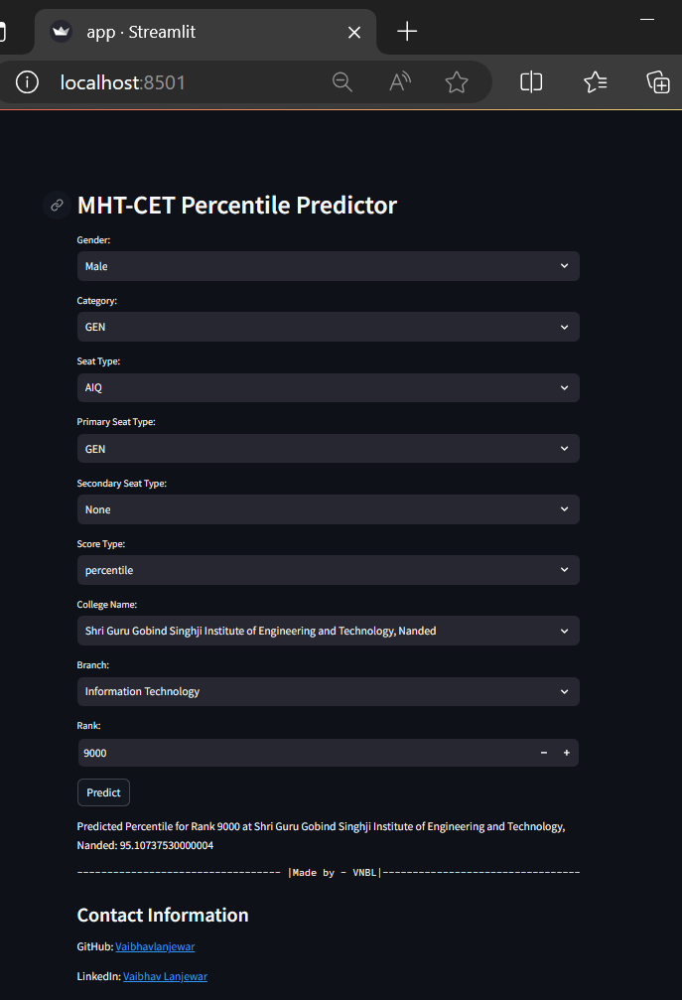 app · Streamlit
localhost:8501
MHT-CET Percentile Predictor
Gender:
Male
Category:
GEN
Seat Type:
AIQ
Primary Seat Type:
GEN
Secondary Seat Type:
None
Score Type:
percentile
College Name:
Shri Guru Gobind Singhji Institute of Engineering and Technology, Nanded
Branch:
Information Technology
Rank:
9000 − +
Predict
Predicted Percentile for Rank 9000 at Shri Guru Gobind Singhji Institute of Engineering and Technology,
Nanded: 95.10737530000004
---------------------------------- |Made by - VNBL|---------------------------------
Contact Information
GitHub: Vaibhavlanjewar
LinkedIn: Vaibhav Lanjewar